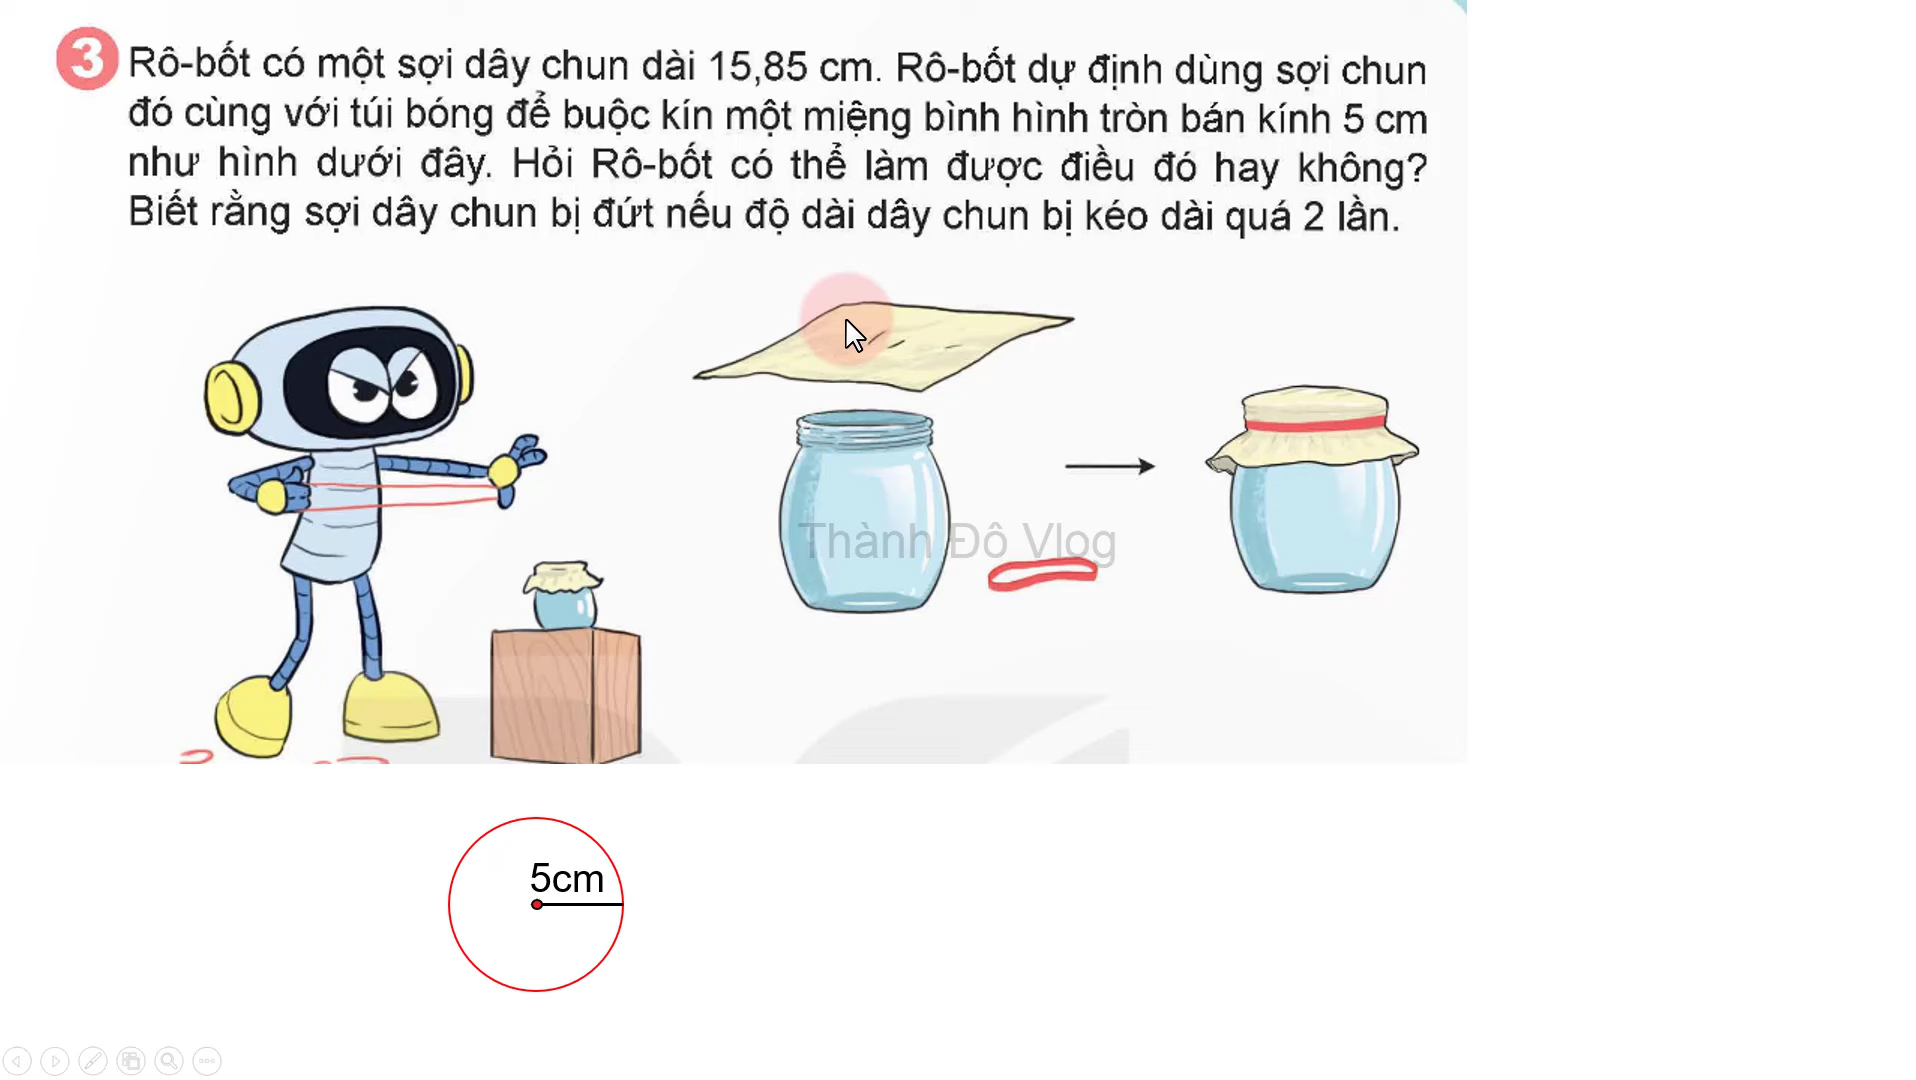 3
Rô-bốt có một sợi dây chun dài 15,85 cm. Rô-bốt dự định dùng sợi chun
đó cùng với túi bóng để buộc kín một miệng bình hình tròn bán kính 5 cm
như hình dưới đây. Hỏi Rô-bốt có thể làm được điều đó hay không?
Biết rằng sợi dây chun bị đứt nếu độ dài dây chun bị kéo dài quá 2 lần.
Thành Đô Vlog
5cm